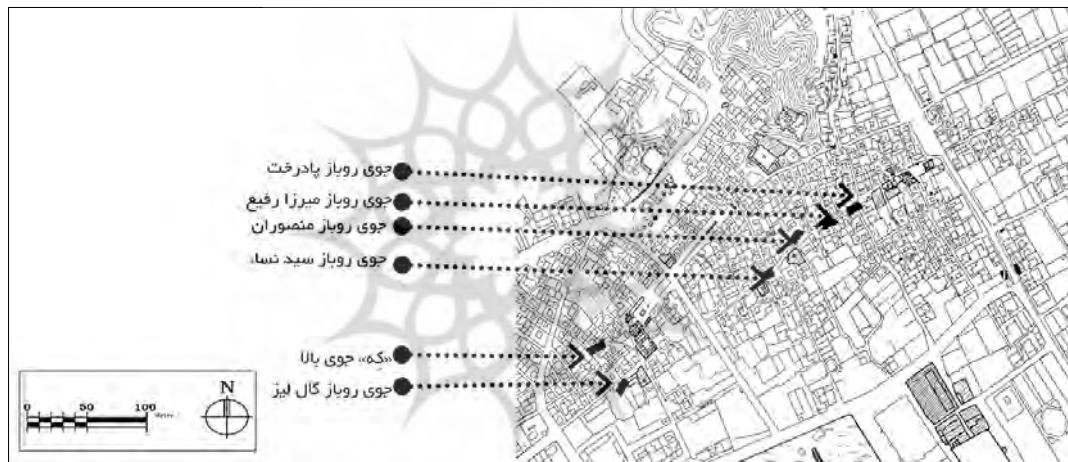 جوی روباز پادرخت
جوی روباز میرزا رفیع
جوی روباز منصوران
جوی روباز سید نساء
«که» جوی بالا
جوی روباز گال لیز
N
0 50 100
Meters